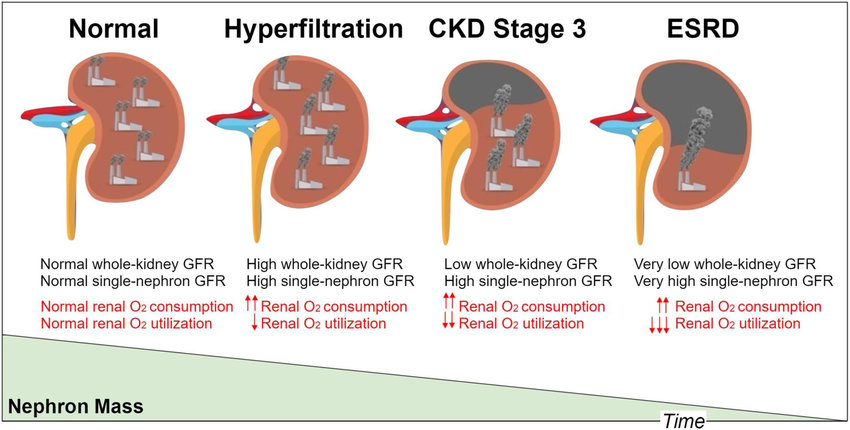 Normal
Hyperfiltration
CKD Stage 3
ESRD
Normal whole-kidney GFR
Normal single-nephron GFR
Normal renal O₂ consumption
Normal renal O₂ utilization
High whole-kidney GFR
High single-nephron GFR
↑↑ Renal O₂ consumption
↓ Renal O₂ utilization
Low whole-kidney GFR
High single-nephron GFR
↑↑ Renal O₂ consumption
↓↓ Renal O₂ utilization
Very low whole-kidney GFR
Very high single-nephron GFR
↑↑ Renal O₂ consumption
↓↓↓ Renal O₂ utilization
Nephron Mass
Time